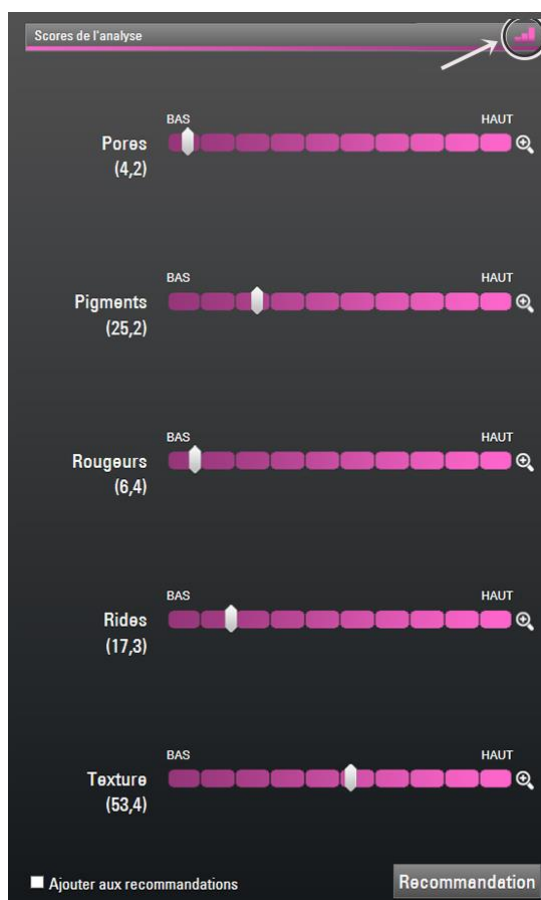 Scores de l'analyse
BAS HAUT
Pores
(4,2)
BAS HAUT
Pigments
(25,2)
BAS HAUT
Rougeurs
(6,4)
BAS HAUT
Rides
(17,3)
BAS HAUT
Texture
(53,4)
Ajouter aux recommandations Recommandation